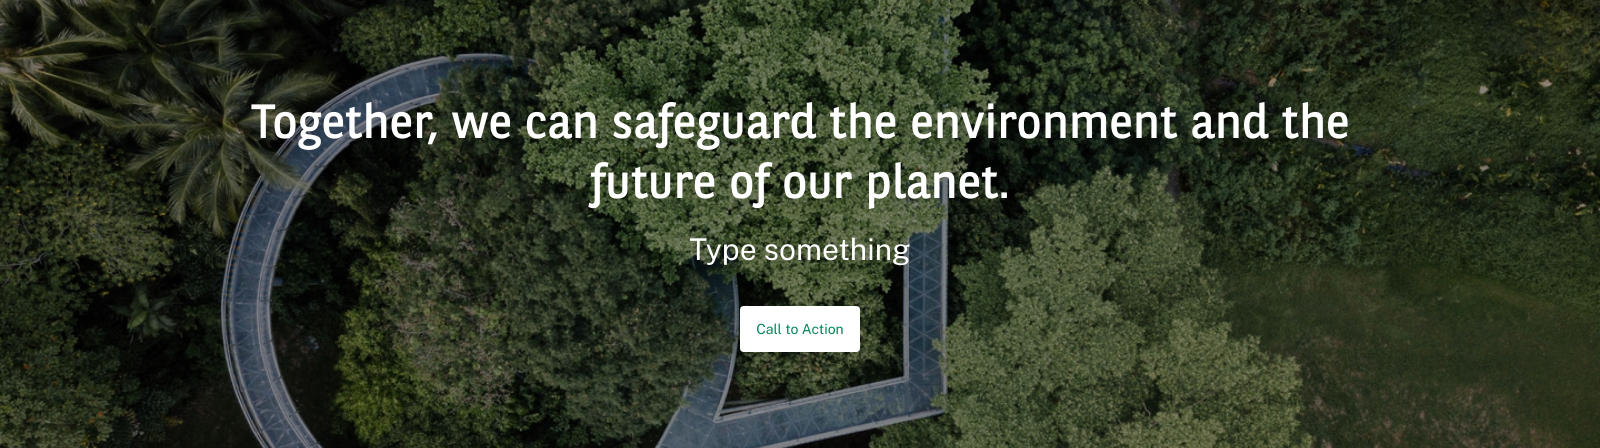 Together, we can safeguard the environment and the
future of our planet.
Type something
Call to Action